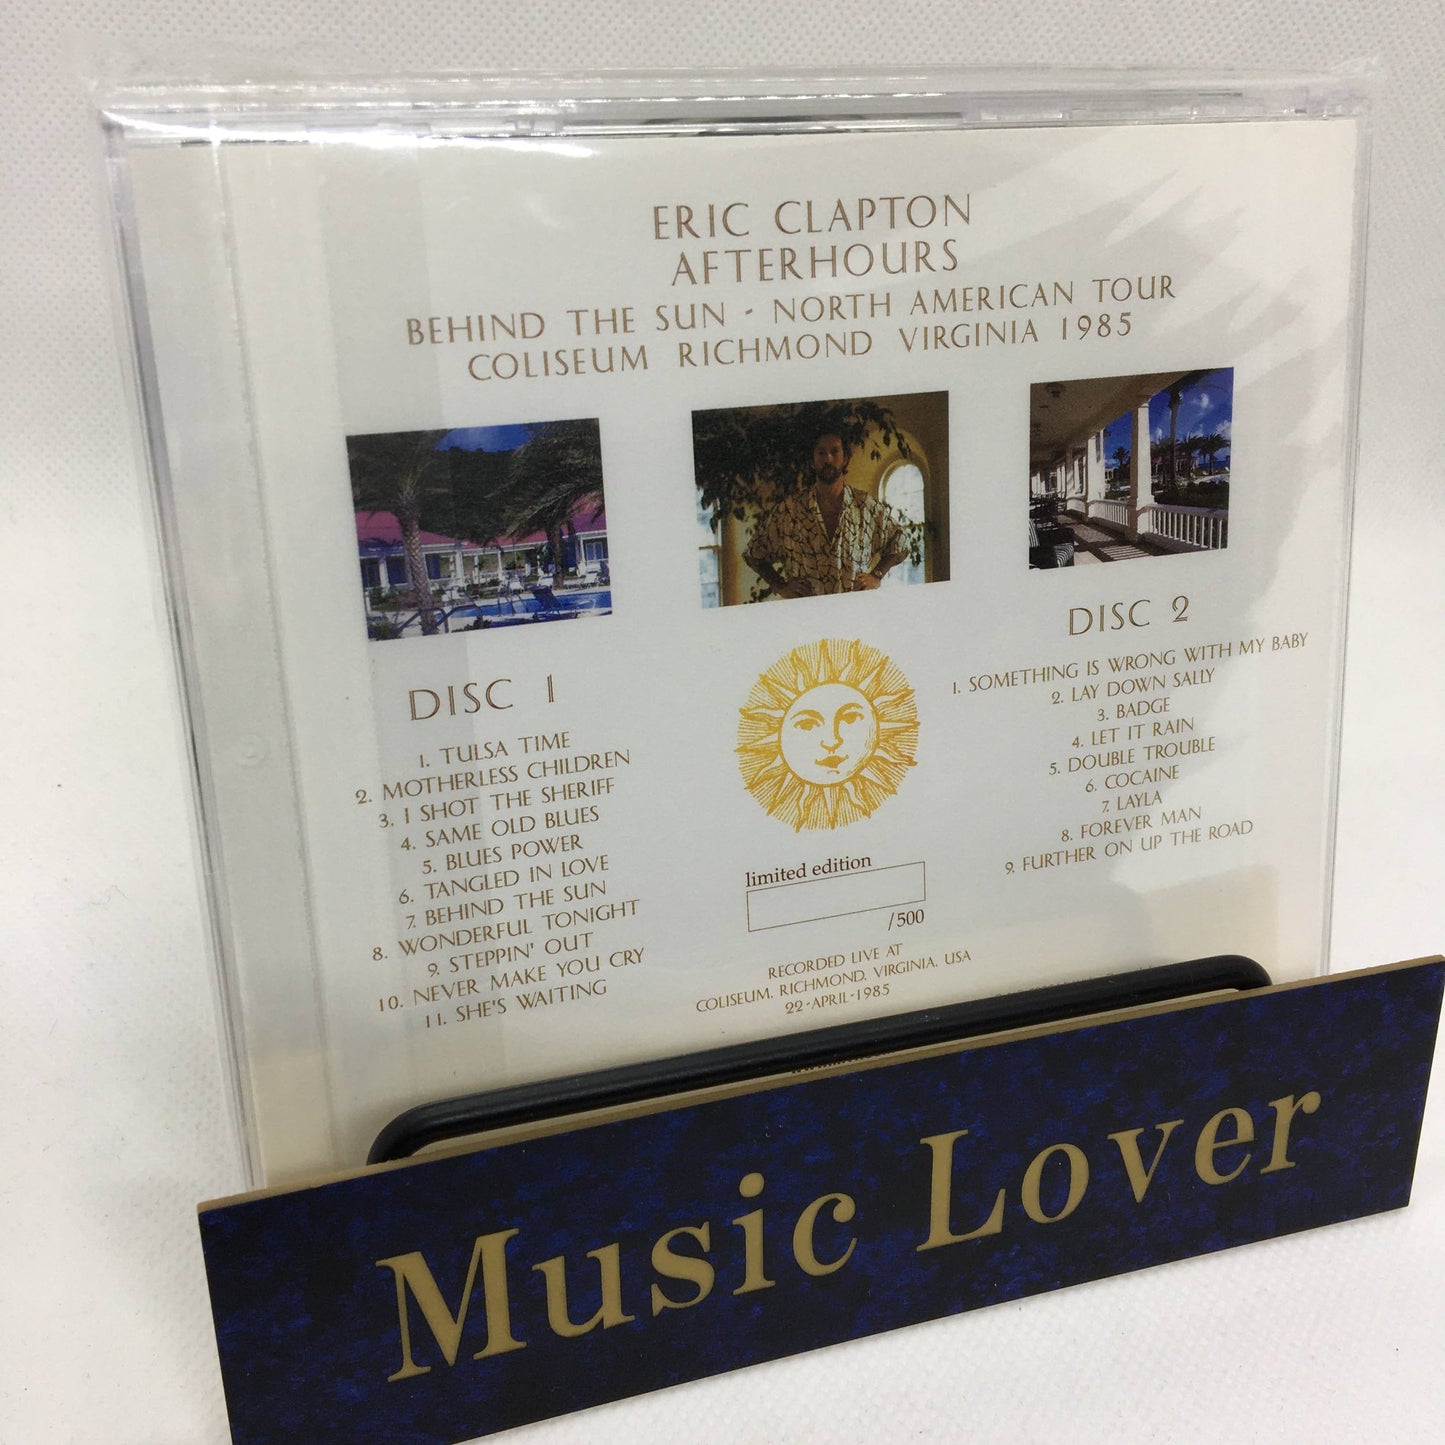 ERIC CLAPTON
AFTERHOURS
BEHIND THE SUN - NORTH AMERICAN TOUR
COLISEUM RICHMOND VIRGINIA 1985
DISC 1
1. TULSA TIME
2. MOTHERLESS CHILDREN
3. I SHOT THE SHERIFF
4. SAME OLD BLUES
5. BLUES POWER
6. TANGLED IN LOVE
7. BEHIND THE SUN
8. WONDERFUL TONIGHT
9. STEPPIN' OUT
10. NEVER MAKE YOU CRY
11. SHE'S WAITING
DISC 2
1. SOMETHING IS WRONG WITH MY BABY
2. LAY DOWN SALLY
3. BADGE
4. LET IT RAIN
5. DOUBLE TROUBLE
6. COCAINE
7. LAYLA
8. FOREVER MAN
9. FURTHER ON UP THE ROAD
limited edition
/500
RECORDED LIVE AT
COLISEUM, RICHMOND, VIRGINIA, USA
22-APRIL-1985
Music Lover